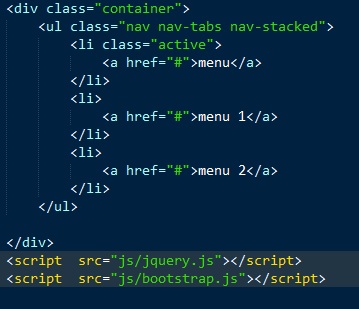 <div class="container">
    <ul class="nav nav-tabs nav-stacked">
        <li class="active">
            <a href="#">menu</a>
        </li>
        <li>
            <a href="#">menu 1</a>
        </li>
        <li>
            <a href="#">menu 2</a>
        </li>
    </ul>

</div>
<script  src="js/jquery.js"></script>
<script  src="js/bootstrap.js"></script>